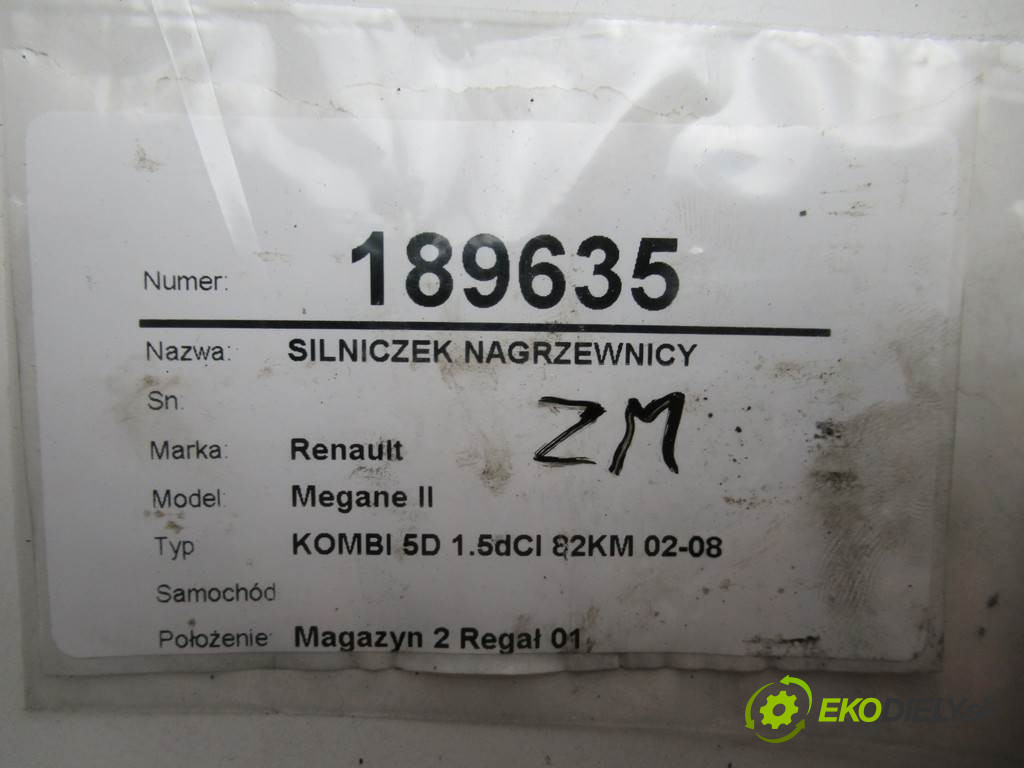 Numer: 189635
Nazwa: SILNICZEK NAGRZEWNICY
Sn:
ZM
Marka: Renault
Model: Megane II
Typ KOMBI 5D 1.5dCI 82KM 02-08
Samochód
Położenie: Magazyn 2 Regał 01,
EKODIELY